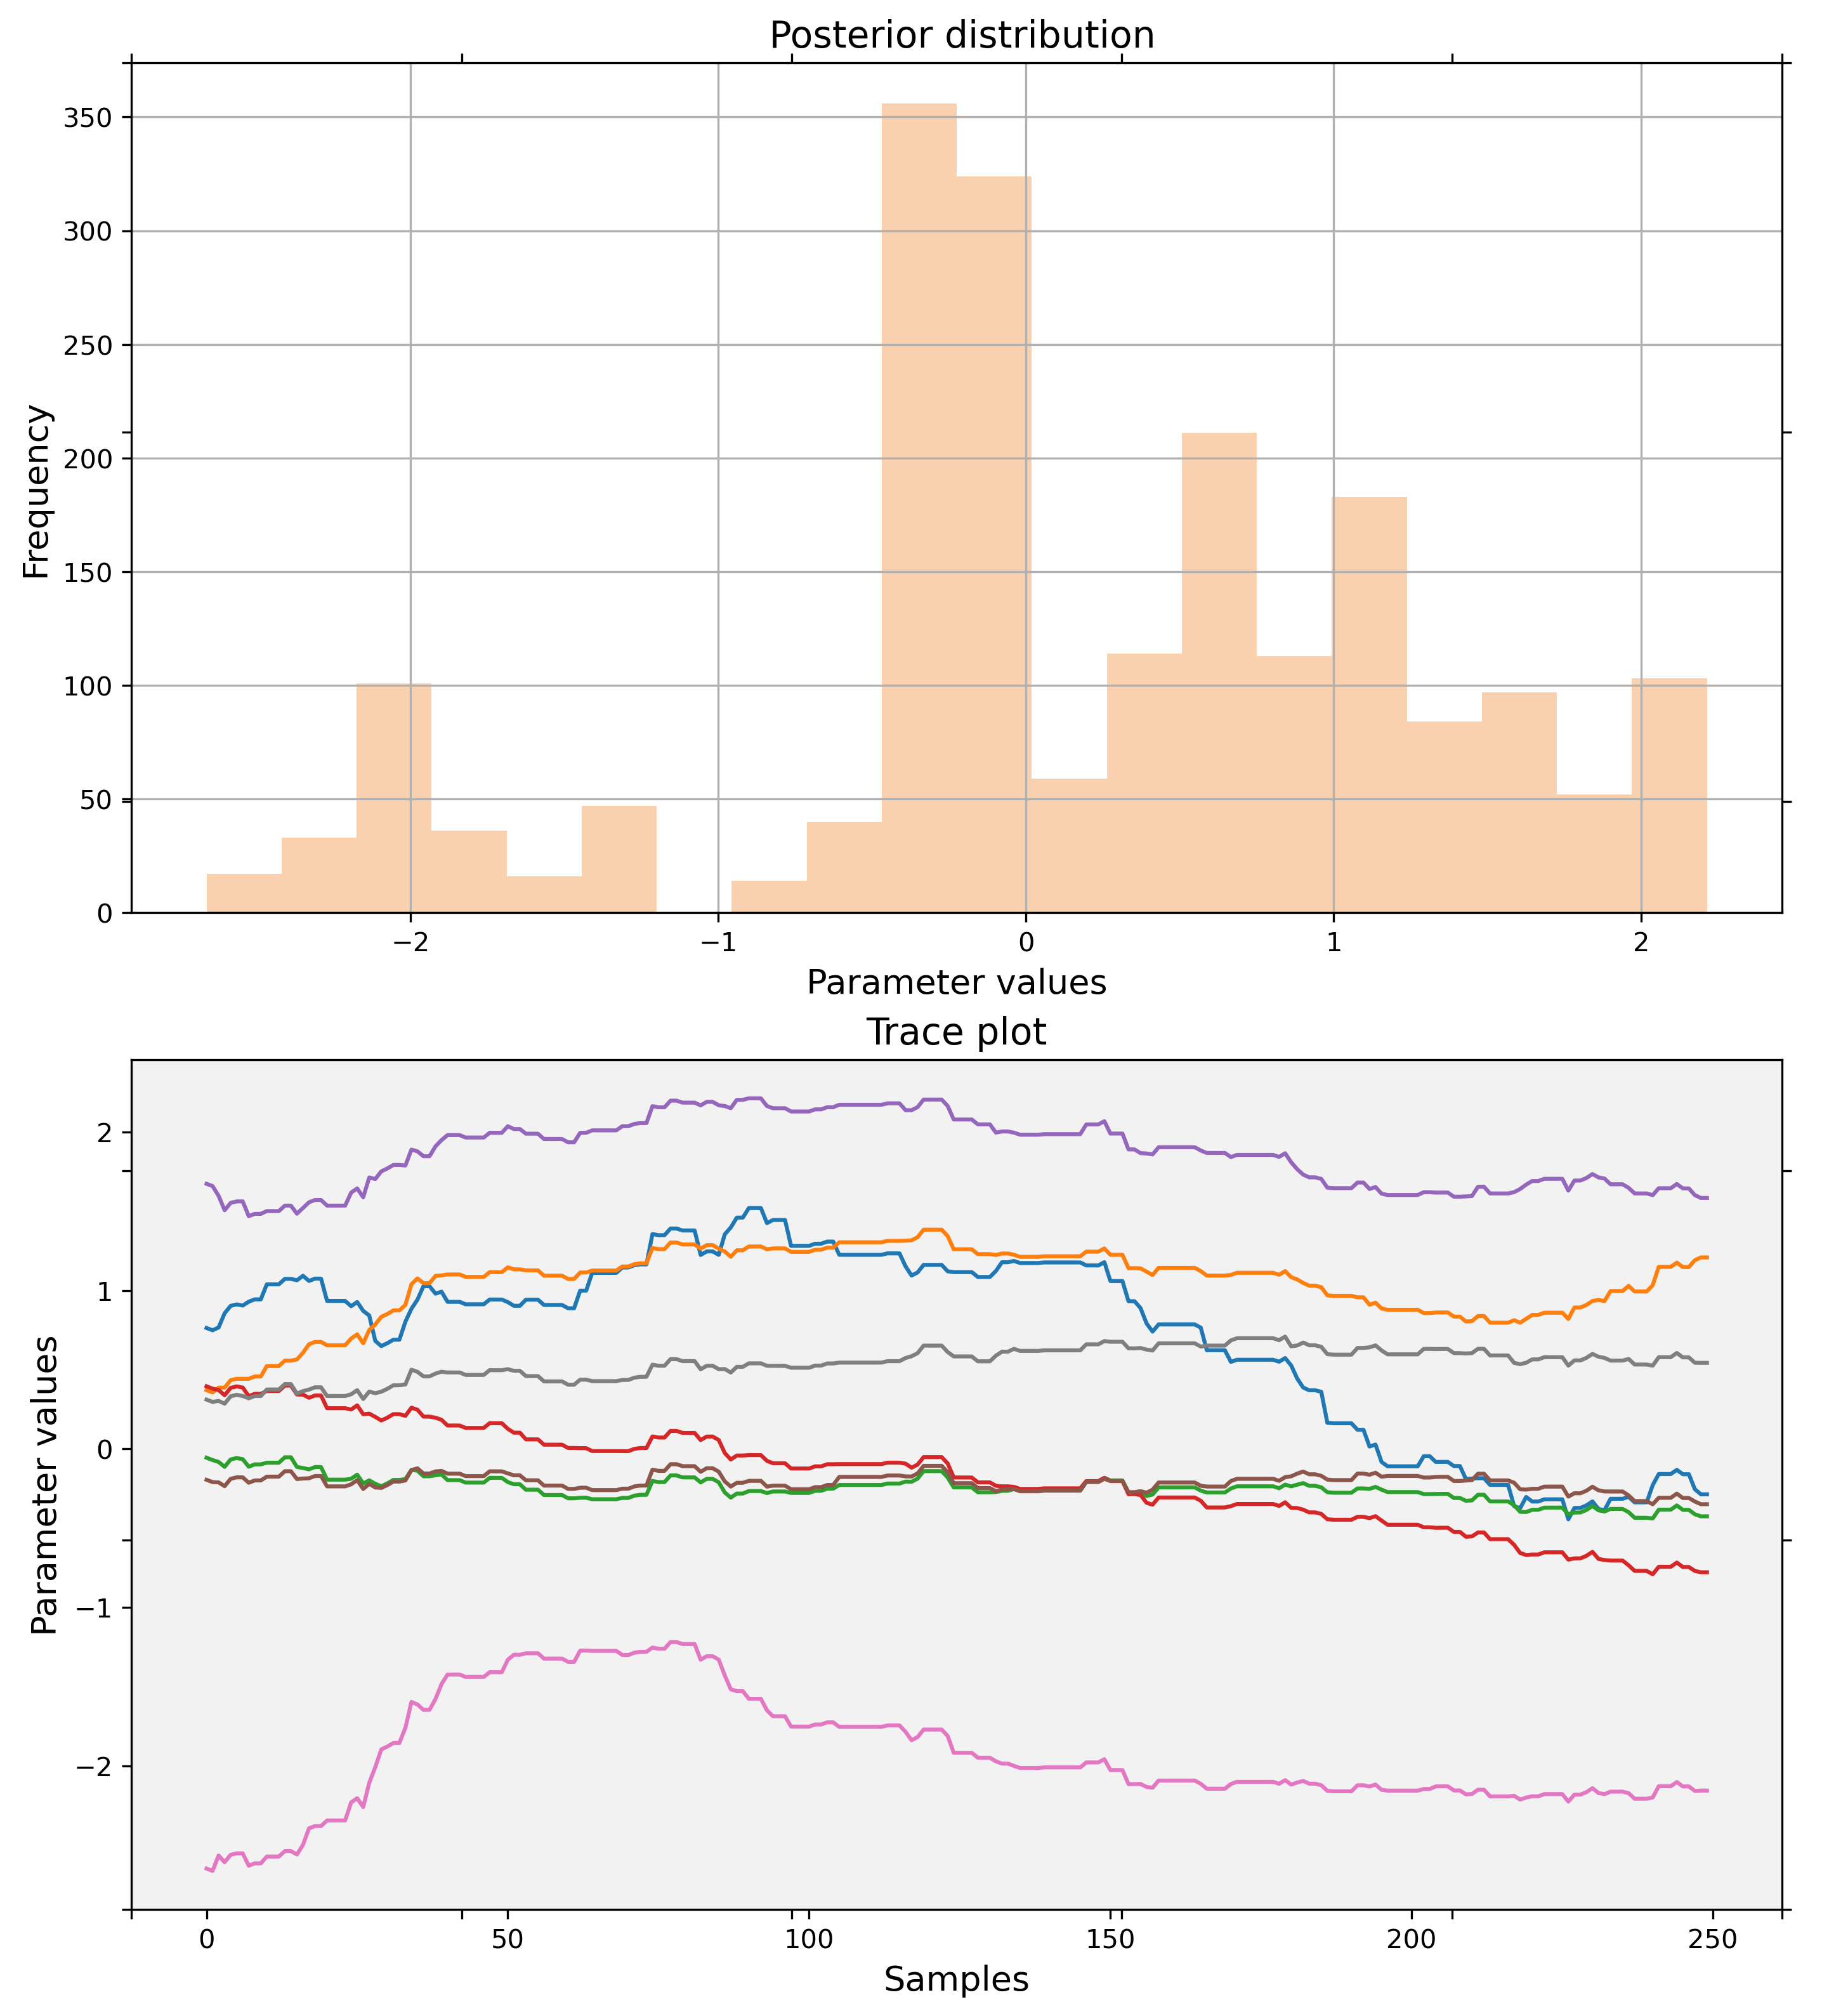 Posterior distribution
350
300
250
200
150
100
50
0
Frequency
−2 −1 0 1 2
Parameter values
Trace plot
2
1
0
−1
−2
Parameter values
0 50 100 150 200 250
Samples